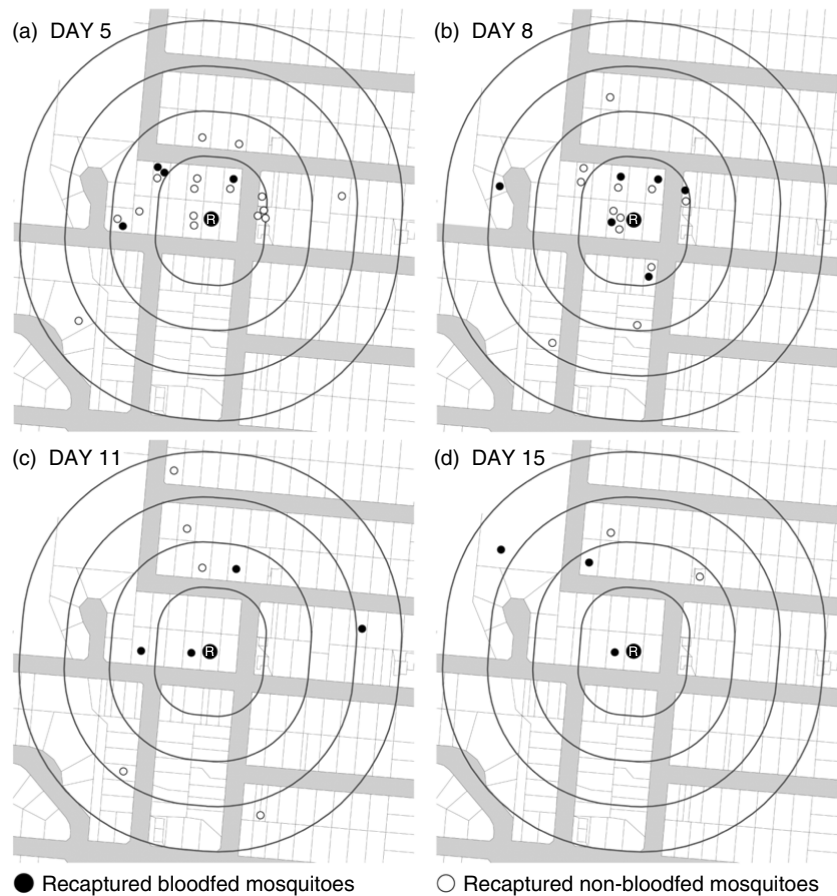 (a) DAY 5
(b) DAY 8
R
R
(c) DAY 11
(d) DAY 15
R
R
Recaptured bloodfed mosquitoes
Recaptured non-bloodfed mosquitoes